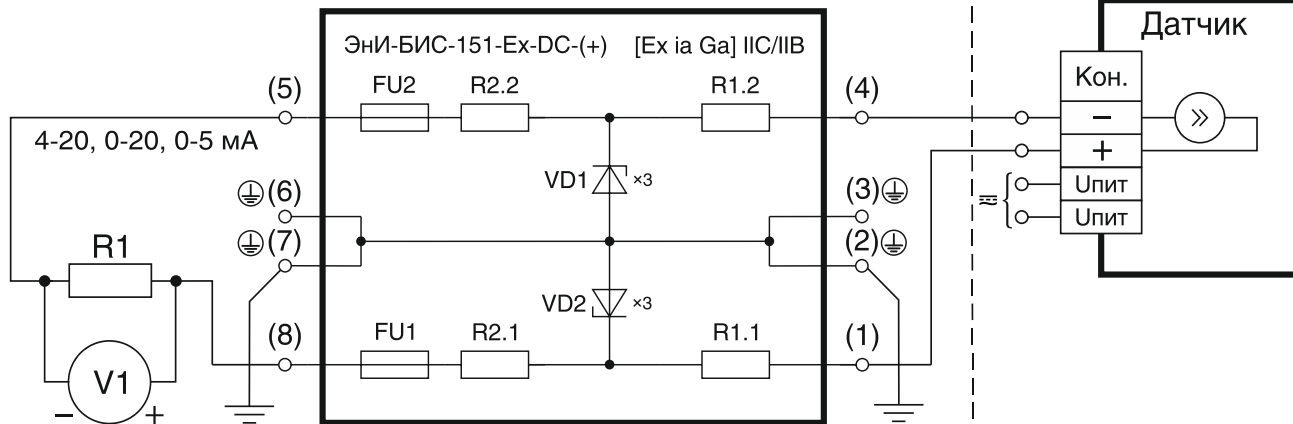 Датчик
ЭнИ-БИС-151-Ex-DC-(+) [Ex ia Ga] IIC/IIB
(5) FU2 R2.2 R1.2 (4) Кон.
4-20, 0-20, 0-5 мА
−
+
VD1 ×3
(6) (3) Uпит
(7) (2) Uпит
R1
VD2 ×3
(8) FU1 R2.1 R1.1 (1)
V1
− +